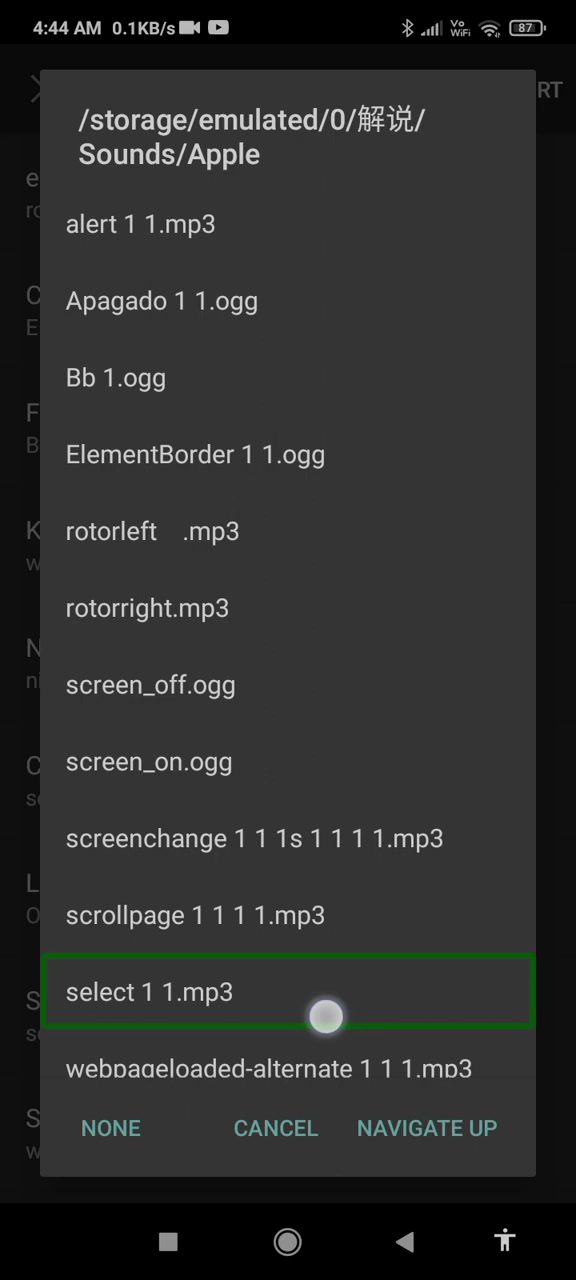 4:44 AM 0.1KB/s Vo WiFi 87
RT
/storage/emulated/0/解说/
Sounds/Apple
alert 1 1.mp3
Apagado 1 1.ogg
Bb 1.ogg
ElementBorder 1 1.ogg
rotorleft    .mp3
rotorright.mp3
screen_off.ogg
screen_on.ogg
screenchange 1 1 1s 1 1 1 1.mp3
scrollpage 1 1 1 1.mp3
select 1 1.mp3
webpageloaded-alternate 1 1 1.mp3
NONE CANCEL NAVIGATE UP